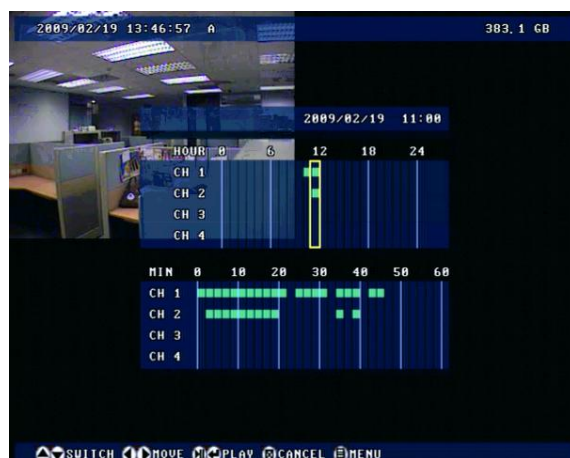 2009/02/19 13:46:57 A 383.1 GB
2009/02/19 11:00
HOUR 0 6 12 18 24
CH 1
CH 2
CH 3
CH 4
MIN 0 10 20 30 40 50 60
CH 1
CH 2
CH 3
CH 4
SWITCH MOVE PLAY CANCEL MENU